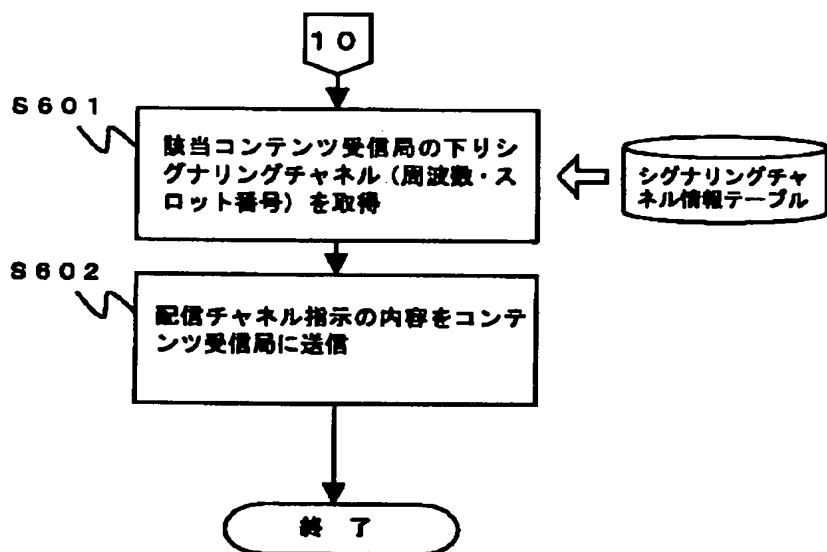 １０
Ｓ６０１
該当コンテンツ受信局の下りシ
グナリングチャネル（周波数・ス
ロット番号）を取得
シグナリングチャ
ネル情報テーブル
Ｓ６０２
配信チャネル指示の内容をコンテ
ンツ受信局に送信
終 了